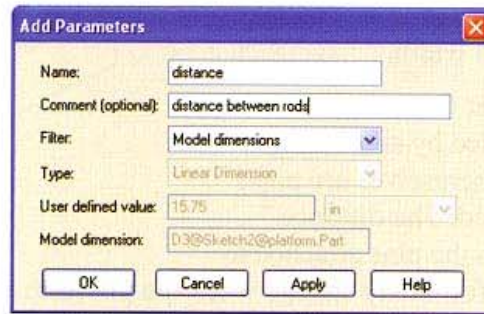 Add Parameters
Name: distance
Comment (optional): distance between rods
Filter: Model dimensions
Type: Linear Dimension
User defined value: 15.75 in
Model dimension: D3@Sketch2@platform.Part
OK Cancel Apply Help